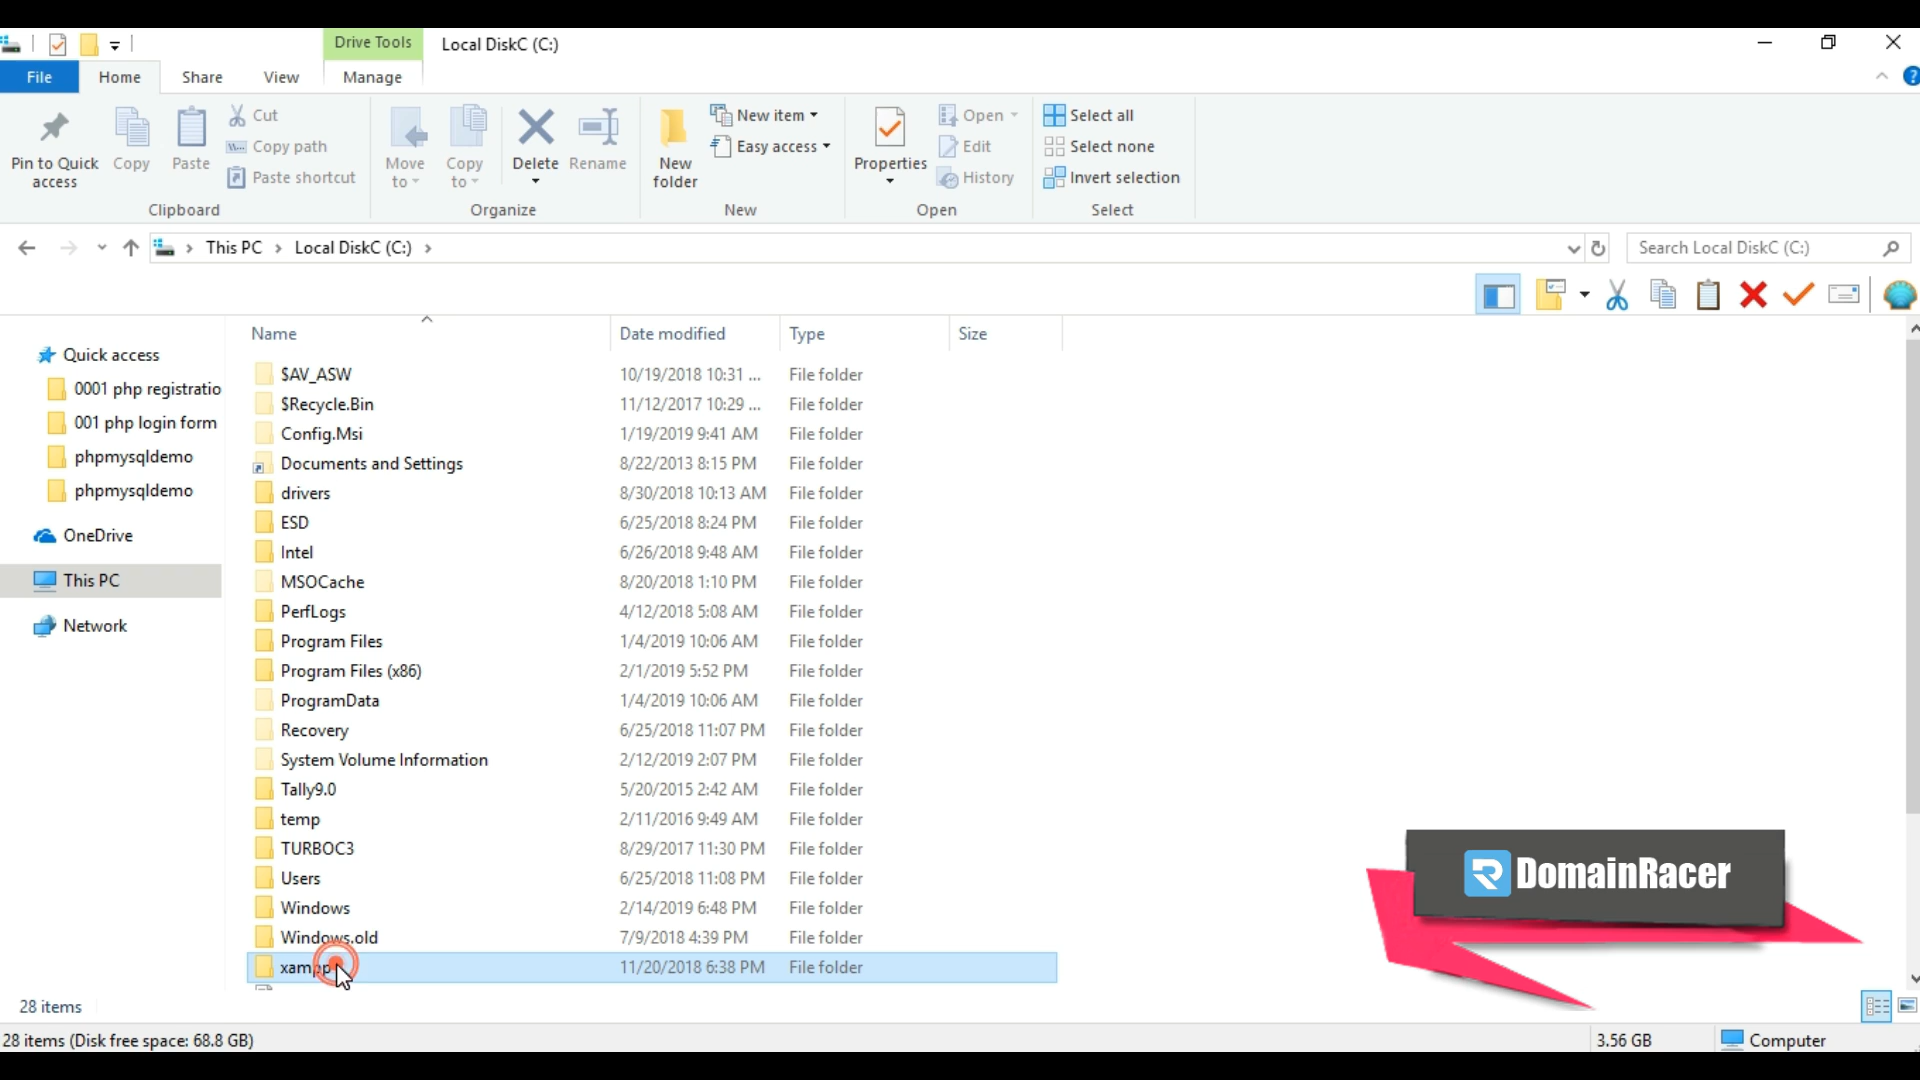 Drive Tools
Local DiskC (C:)
File
Home
Share
View
Manage
Pin to Quick access
Copy
Paste
Cut
Copy path
Paste shortcut
Clipboard
Move to
Copy to
Delete
Rename
Organize
New folder
New item
Easy access
New
Properties
Open
Edit
History
Open
Select all
Select none
Invert selection
Select
This PC
Local DiskC (C:)
Search Local DiskC (C:)
Name
Date modified
Type
Size
Quick access
0001 php registratio
001 php login form
phpmysqldemo
phpmysqldemo
OneDrive
This PC
Network
$AV_ASW 10/19/2018 10:31 ... File folder
$Recycle.Bin 11/12/2017 10:29 ... File folder
Config.Msi 1/19/2019 9:41 AM File folder
Documents and Settings 8/22/2013 8:15 PM File folder
drivers 8/30/2018 10:13 AM File folder
ESD 6/25/2018 8:24 PM File folder
Intel 6/26/2018 9:48 AM File folder
MSOCache 8/20/2018 1:10 PM File folder
PerfLogs 4/12/2018 5:08 AM File folder
Program Files 1/4/2019 10:06 AM File folder
Program Files (x86) 2/1/2019 5:52 PM File folder
ProgramData 1/4/2019 10:06 AM File folder
Recovery 6/25/2018 11:07 PM File folder
System Volume Information 2/12/2019 2:07 PM File folder
Tally9.0 5/20/2015 2:42 AM File folder
temp 2/11/2016 9:49 AM File folder
TURBOC3 8/29/2017 11:30 PM File folder
Users 6/25/2018 11:08 PM File folder
Windows 2/14/2019 6:48 PM File folder
Windows.old 7/9/2018 4:39 PM File folder
xampp 11/20/2018 6:38 PM File folder
DomainRacer
28 items
28 items (Disk free space: 68.8 GB)
3.56 GB
Computer